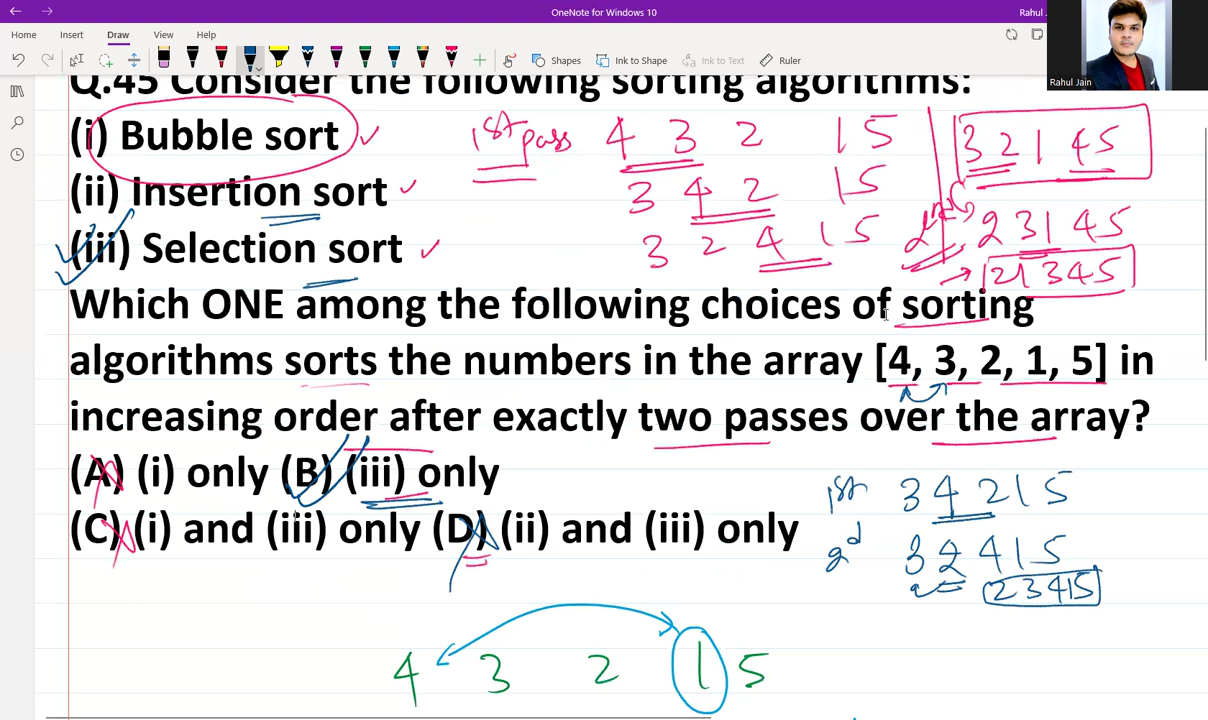 OneNote for Windows 10
Rahul J
Home Insert Draw View Help
Shapes Ink to Shape Ink to Text Ruler
Rahul Jain
Q.45 Consider the following sorting algorithms:
(i) Bubble sort
(ii) Insertion sort
(iii) Selection sort
Which ONE among the following choices of sorting
algorithms sorts the numbers in the array [4, 3, 2, 1, 5] in
increasing order after exactly two passes over the array?
(A) (i) only (B) (iii) only
(C) (i) and (iii) only (D) (ii) and (iii) only
1st pass 4 3 2 1 5
3 4 2 1 5
3 2 4 1 5
3 2 1 4 5
2nd 2 3 1 4 5
2 1 3 4 5
1st 3 4 2 1 5
2d 3 2 4 1 5
2 3 4 1 5
4 3 2 1 5